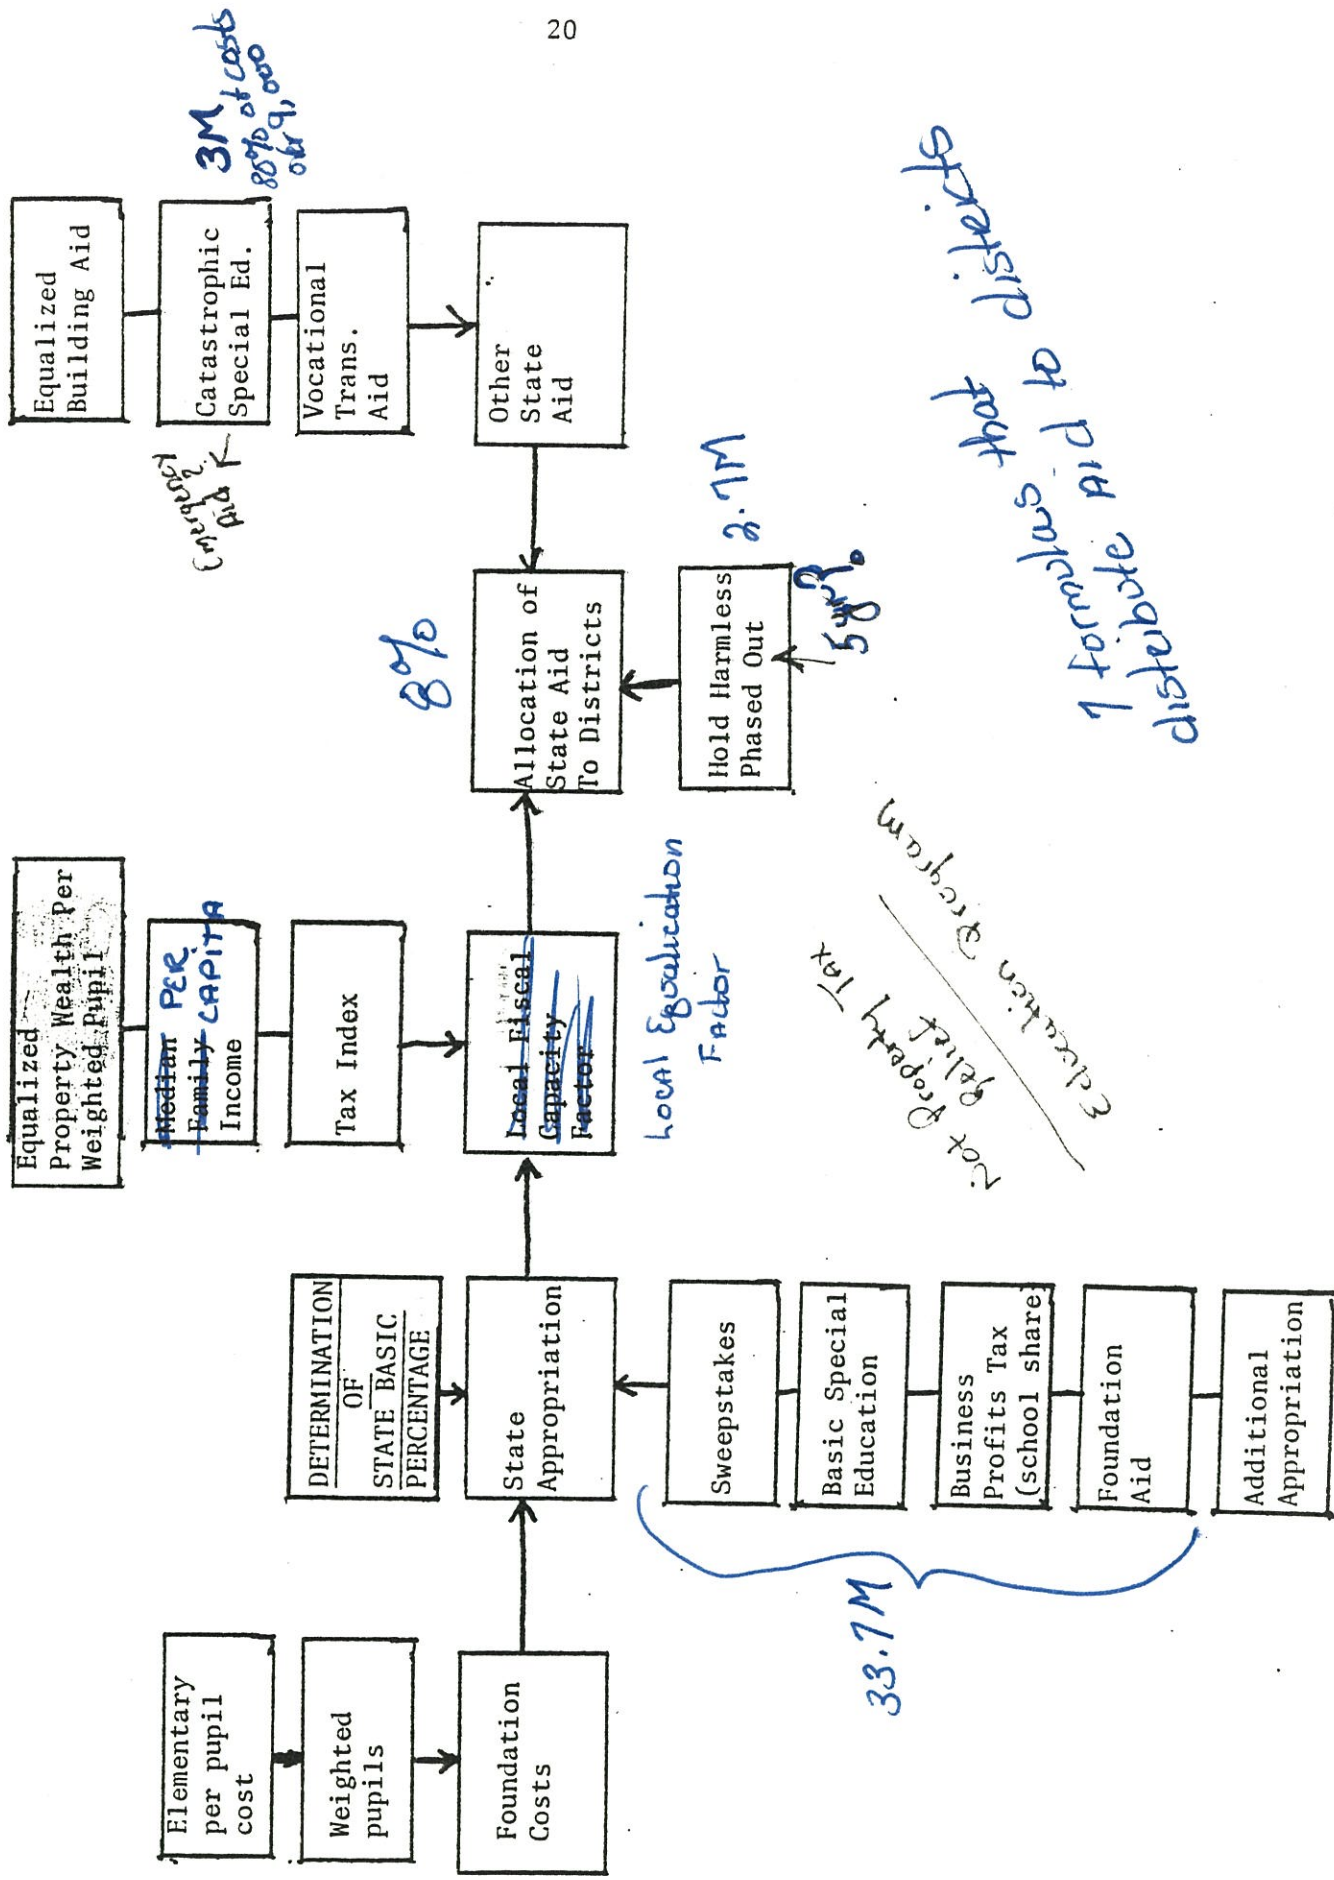 20
Elementary
per pupil
cost
Weighted
pupils
Foundation
Costs
DETERMINATION
OF
STATE BASIC
PERCENTAGE
State
Appropriation
Sweepstakes
Basic Special
Education
Business
Profits Tax
(school share)
Foundation
Aid
Additional
Appropriation
33.7M
Equalized
Property Wealth Per
Weighted Pupil
Median PER
Family CAPITA
Income
Tax Index
Local Fiscal
Capacity
Factor
Local Equalication
Factor
Not Property Tax
Relief
Education Program
8%
Allocation of
State Aid
To Districts
Hold Harmless
Phased Out
2.7M
5 yr.
Equalized
Building Aid
Catastrophic
Special Ed.
3M
80% of costs
over 9,000
Emergency
Aid ?
Vocational
Trans.
Aid
Other
State
Aid
7 formulas that
distribute AID to districts